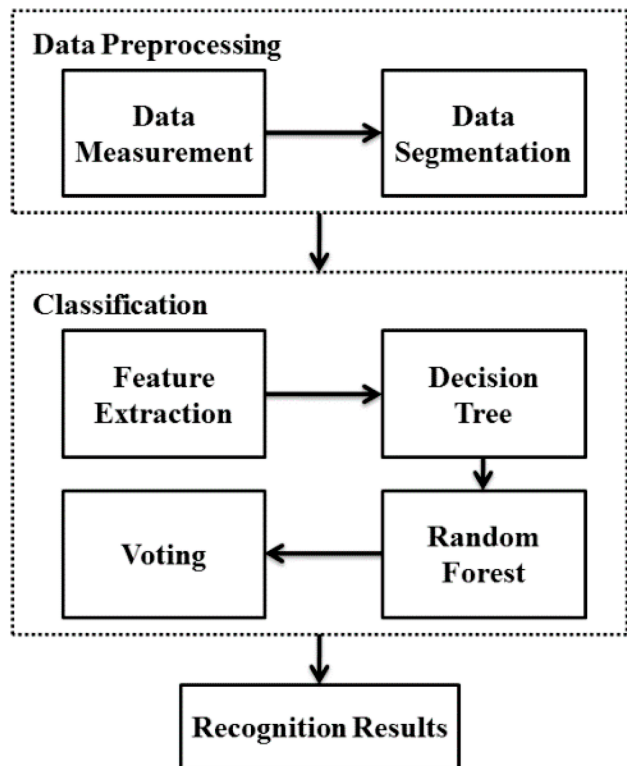 Data Preprocessing
Data
Measurement
Data
Segmentation
Classification
Feature
Extraction
Decision
Tree
Voting
Random
Forest
Recognition Results